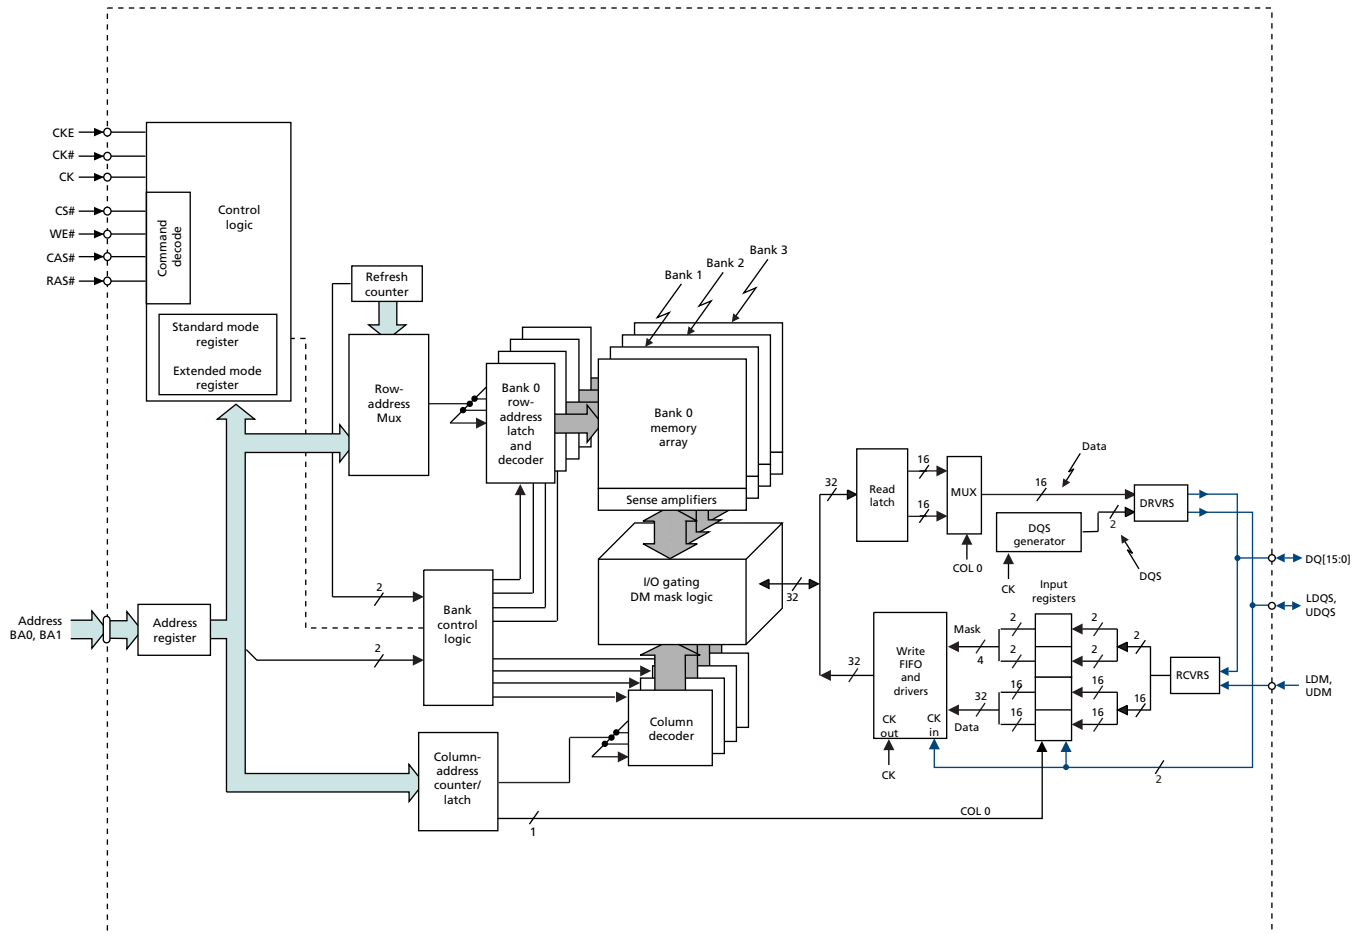 CKE
CK#
CK
CS#
WE#
CAS#
RAS#
Command
decode
Control
logic
Standard mode
register
Extended mode
register
Refresh
counter
Row-
address
Mux
Bank 0
row-
address
latch
and
decoder
Bank 1
Bank 2
Bank 3
Bank 0
memory
array
Sense amplifiers
I/O gating
DM mask logic
Address
BA0, BA1
Address
register
2
2
Bank
control
logic
Column
decoder
Column-
address
counter/
latch
1
COL 0
32
32
32
Read
latch
16
16
MUX
COL 0
16
Data
DQS
generator
CK
2
DQS
DRVRS
DQ[15:0]
LDQS,
UDQS
LDM,
UDM
RCVRS
Input
registers
2
2
2
2
2
16
16
16
16
16
Mask
4
32
Data
Write
FIFO
and
drivers
CK
out
CK
in
CK
2